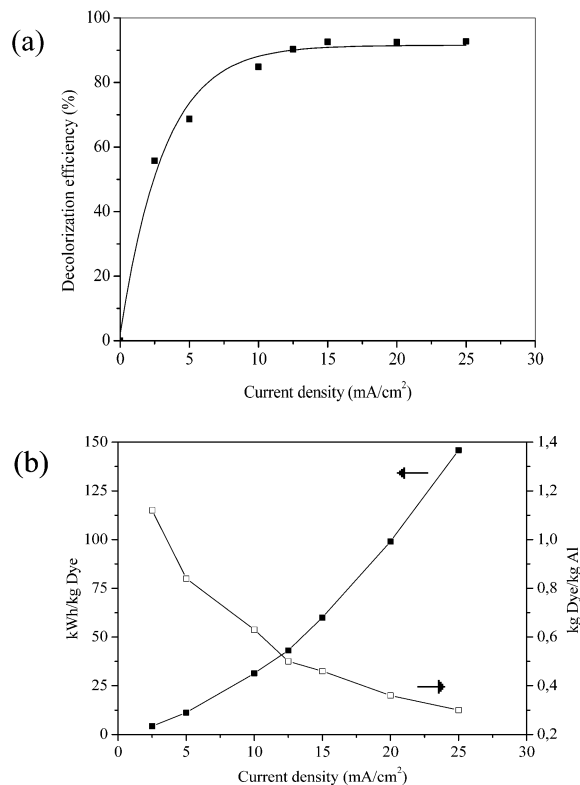 (a)
100
80
60
40
20
0
Decolorization efficiency (%)
0 5 10 15 20 25 30
Current density (mA/cm²)
(b)
150
125
100
75
50
25
0
kWh/kg Dye
1,4
1,2
1,0
0,8
0,6
0,4
0,2
kg Dye/kg Al
0 5 10 15 20 25
Current density (mA/cm²)